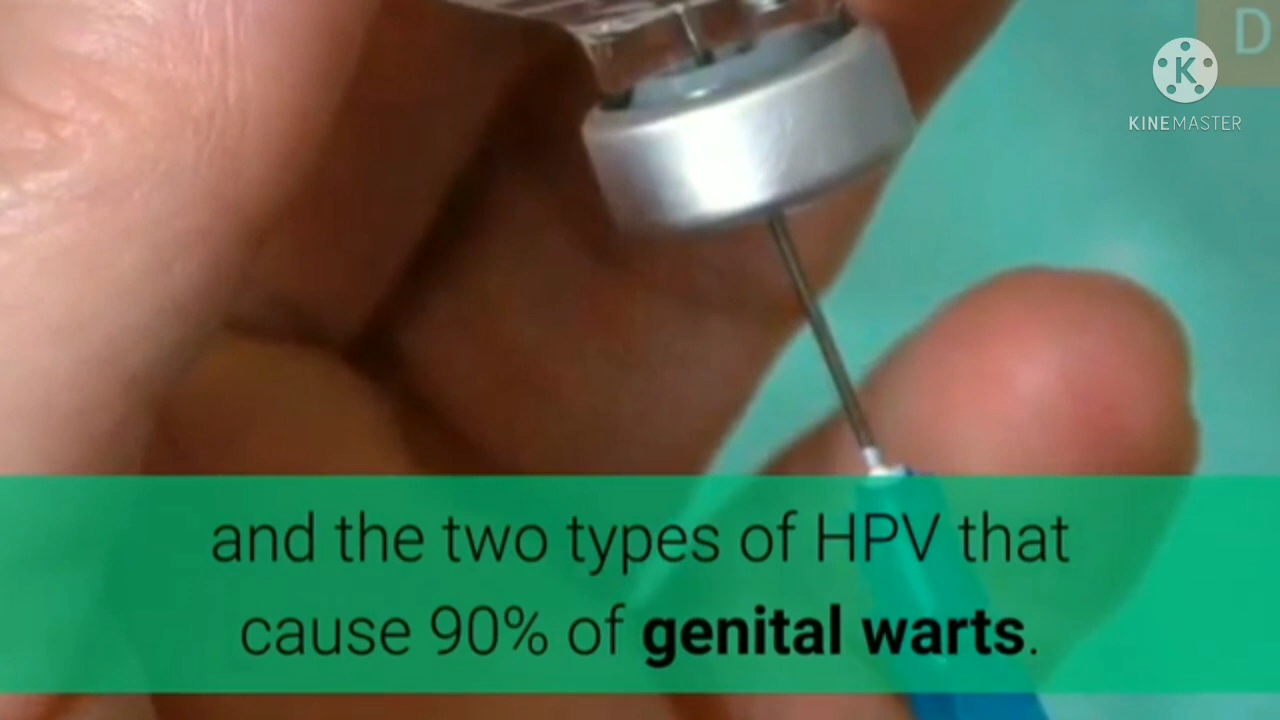 D
K
KINEMASTER
and the two types of HPV that
cause 90% of genital warts.